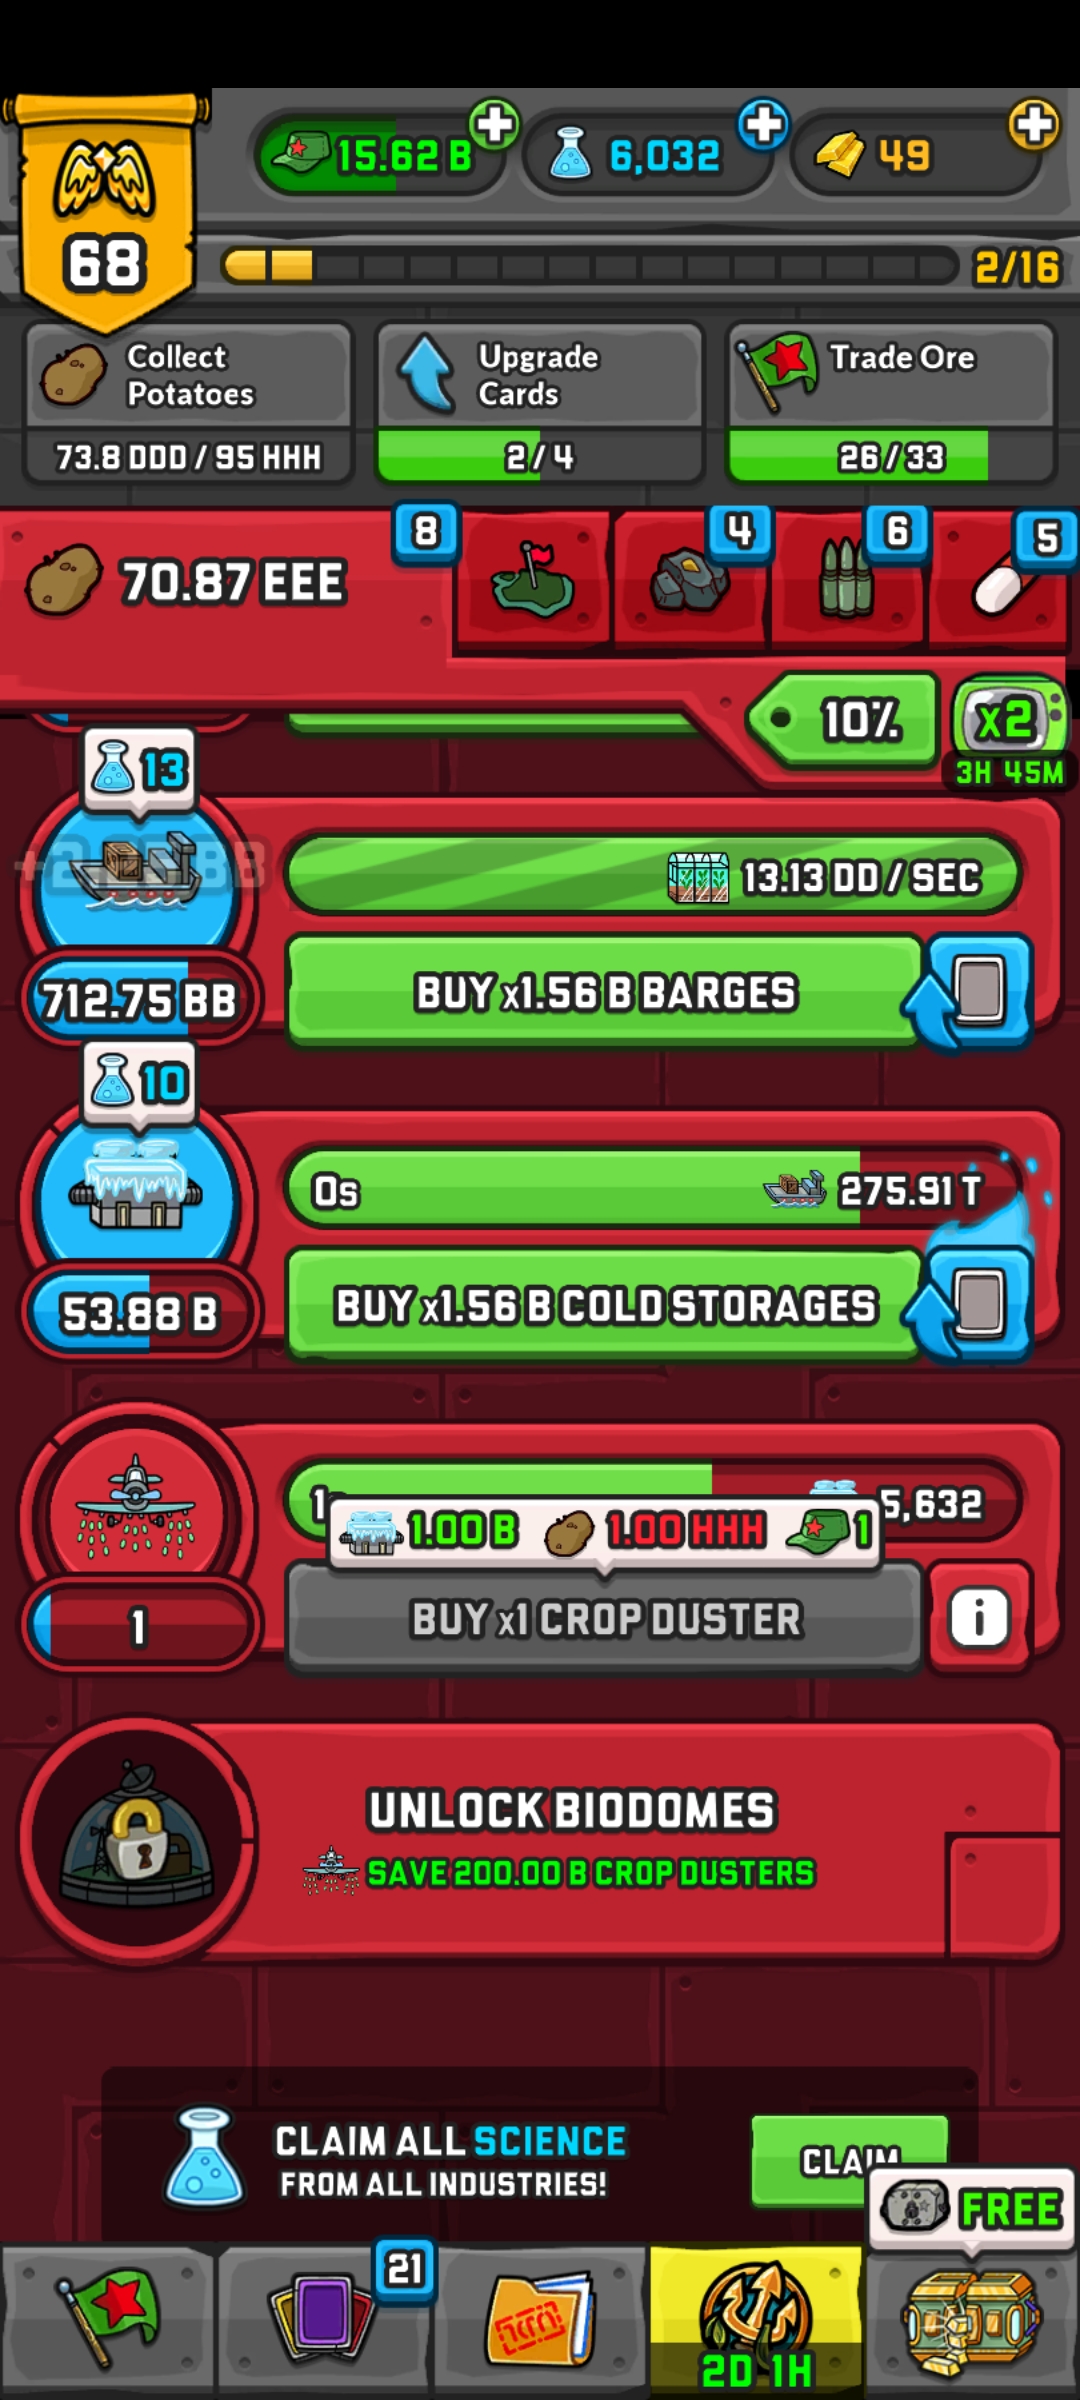 15.62 B
6,032
49
68
2/16
Collect
Potatoes
73.8 DDD / 95 HHH
Upgrade
Cards
2/4
Trade Ore
26/33
70.87 EEE
8
4
6
5
10%
x2
3H 45M
13
13.13 DD / SEC
712.75 BB
BUY x1.56 B BARGES
10
0s
275.91 T
53.88 B
BUY x1.56 B COLD STORAGES
5,632
1.00 B
1.00 HHH
1
1
BUY x1 CROP DUSTER
i
UNLOCK BIODOMES
SAVE 200.00 B CROP DUSTERS
CLAIM ALL SCIENCE
FROM ALL INDUSTRIES!
CLAIM
FREE
21
2D 1H